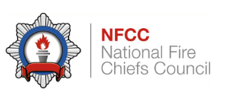 NFCC
National Fire
Chiefs Council